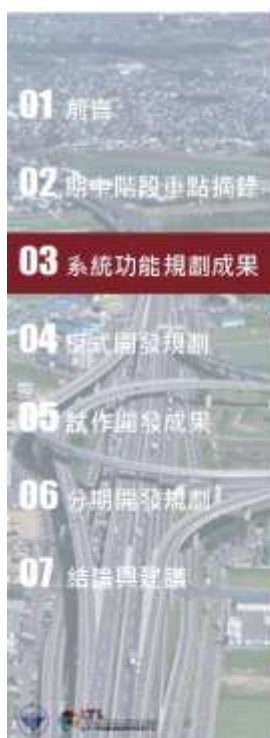 01 前言
02 期中階段重點摘錄
03 系統功能規劃成果
04 程式開發規劃
05 試作開發成果
06 分期開發規劃
07 結論與建議